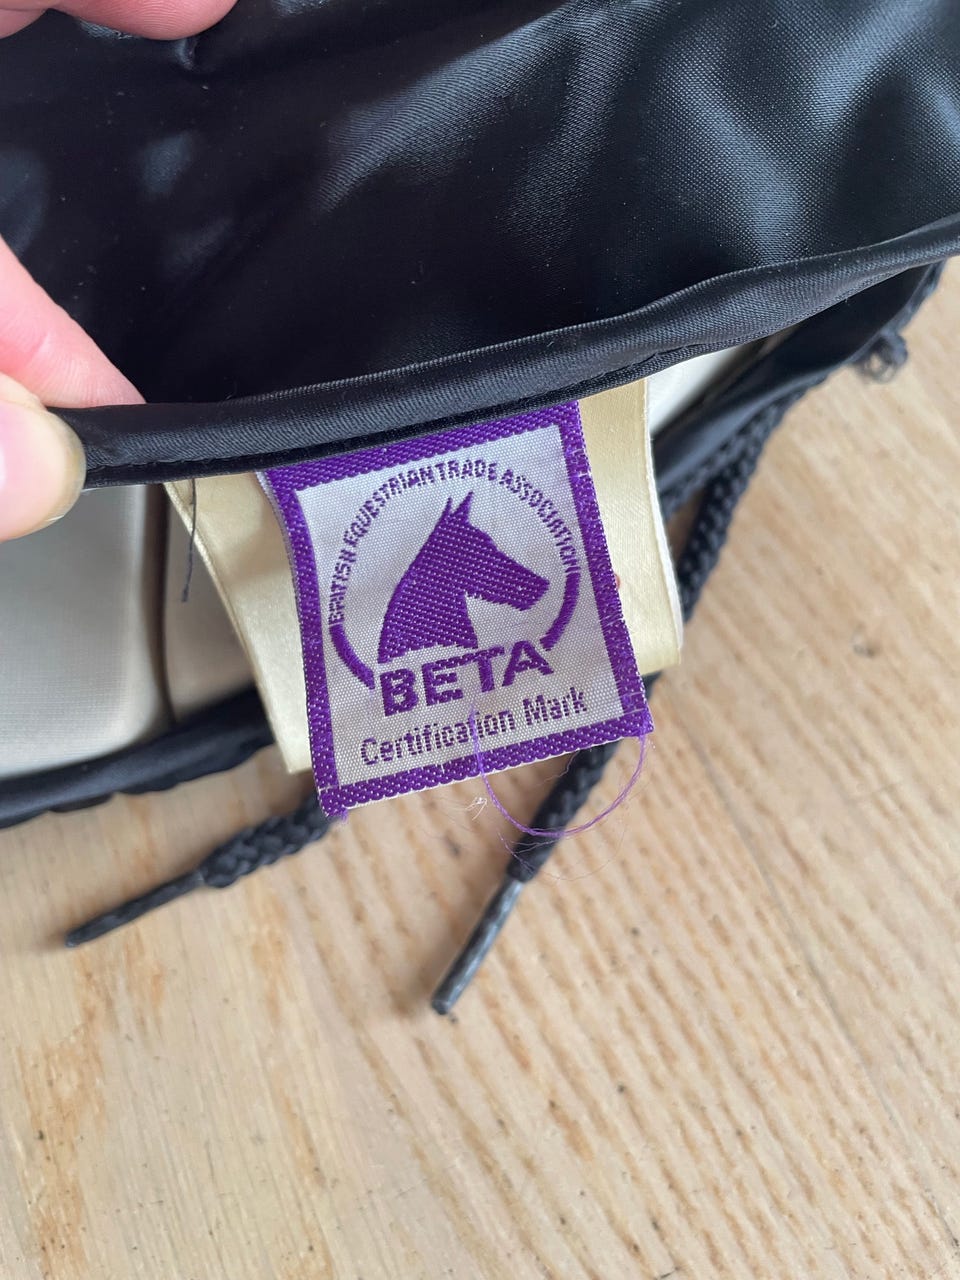 BRITISH EQUESTRIAN TRADE ASSOCIATION
BETA
Certification Mark